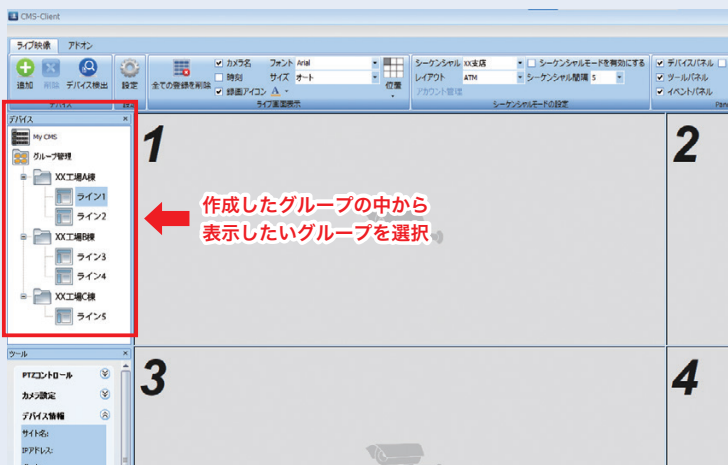 CMS-Client
ライブ映像 アドオン
追加 削除 デバイス検出 設定 全ての登録を削除
カメラ名 フォント Arial
時刻 サイズ オート
録画アイコン A
位置
シーケンシャル XX支店 シーケンシャルモードを有効にする
レイアウト ATM シーケンシャル間隔 5
アカウント管理
デバイスパネル
ツールパネル
イベントパネル
デバイス 設定 ライブ画面表示 シーケンシャルモードの設定 Pan
デバイス
My CMS
グループ管理
XX工場A棟
ライン1
ライン2
XX工場B棟
ライン3
ライン4
XX工場C棟
ライン5
1
2
作成したグループの中から
表示したいグループを選択
3
4
ツール
PTZコントロール
カメラ設定
デバイス情報
サイト名:
IPアドレス: